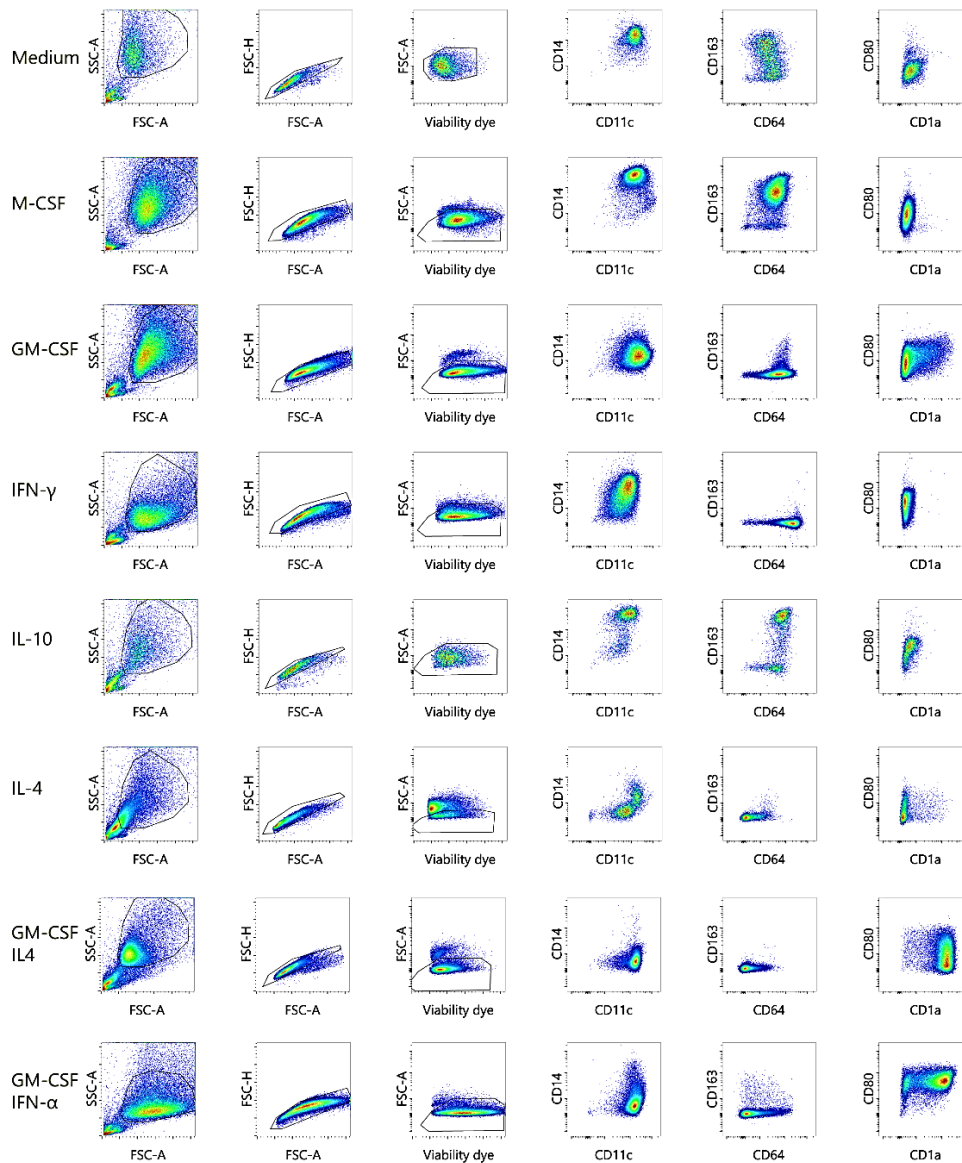 Medium
SSC-A
FSC-A
FSC-H
FSC-A
FSC-A
Viability dye
CD14
CD11c
CD163
CD64
CD80
CD1a
M-CSF
SSC-A
FSC-A
FSC-H
FSC-A
FSC-A
Viability dye
CD14
CD11c
CD163
CD64
CD80
CD1a
GM-CSF
SSC-A
FSC-A
FSC-H
FSC-A
FSC-A
Viability dye
CD14
CD11c
CD163
CD64
CD80
CD1a
IFN-γ
SSC-A
FSC-A
FSC-H
FSC-A
FSC-A
Viability dye
CD14
CD11c
CD163
CD64
CD80
CD1a
IL-10
SSC-A
FSC-A
FSC-H
FSC-A
FSC-A
Viability dye
CD14
CD11c
CD163
CD64
CD80
CD1a
IL-4
SSC-A
FSC-A
FSC-H
FSC-A
FSC-A
Viability dye
CD14
CD11c
CD163
CD64
CD80
CD1a
GM-CSF
IL4
SSC-A
FSC-A
FSC-H
FSC-A
FSC-A
Viability dye
CD14
CD11c
CD163
CD64
CD80
CD1a
GM-CSF
IFN-α
SSC-A
FSC-A
FSC-H
FSC-A
FSC-A
Viability dye
CD14
CD11c
CD163
CD64
CD80
CD1a